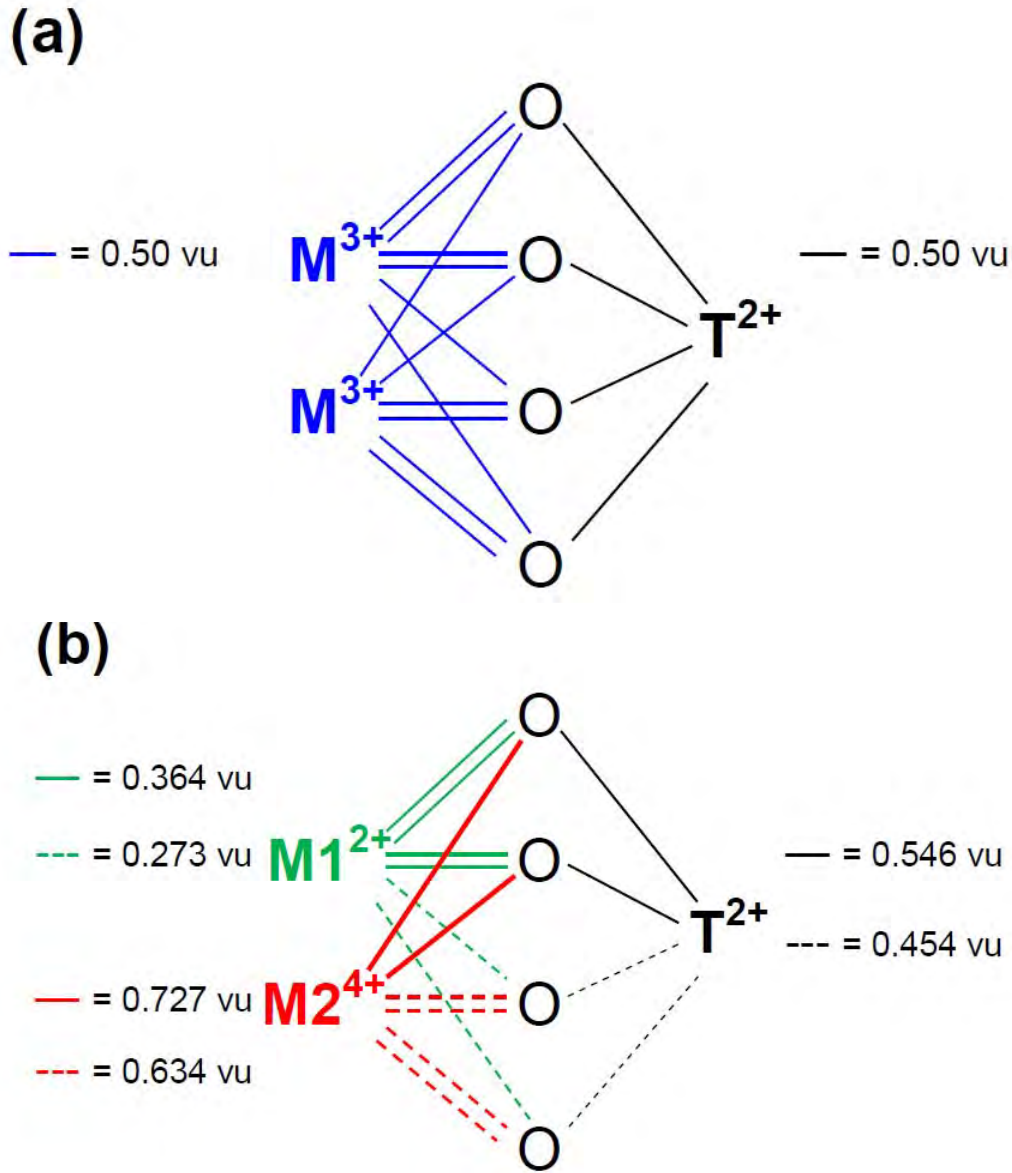 (a)
O
= 0.50 vu
M3+
O
= 0.50 vu
T2+
M3+
O
O
(b)
O
= 0.364 vu
= 0.273 vu
M12+
O
= 0.546 vu
T2+
= 0.454 vu
= 0.727 vu
M24+
O
= 0.634 vu
O